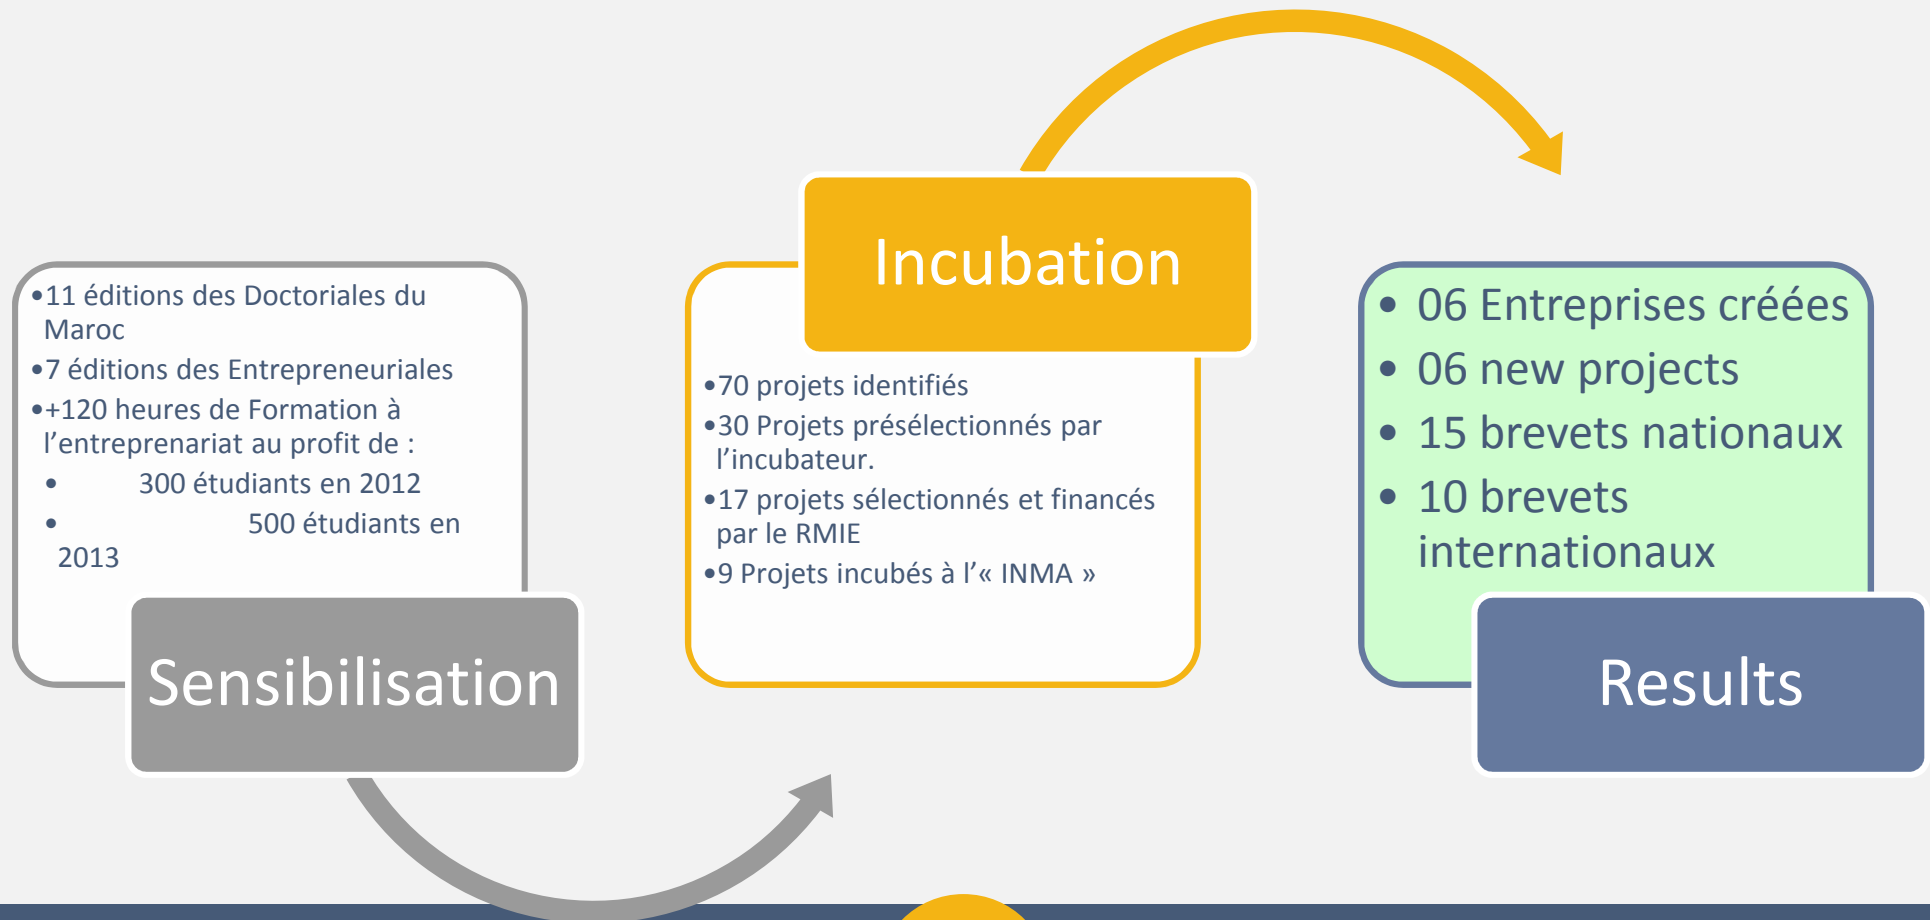 •11 éditions des Doctoriales du
Maroc
•7 éditions des Entrepreneuriales
•+120 heures de Formation à
l’entreprenariat au profit de :
• 300 étudiants en 2012
• 500 étudiants en
2013
Sensibilisation
Incubation
•70 projets identifiés
•30 Projets présélectionnés par
l’incubateur.
•17 projets sélectionnés et financés
par le RMIE
•9 Projets incubés à l’« INMA »
• 06 Entreprises créées
• 06 new projects
• 15 brevets nationaux
• 10 brevets
internationaux
Results